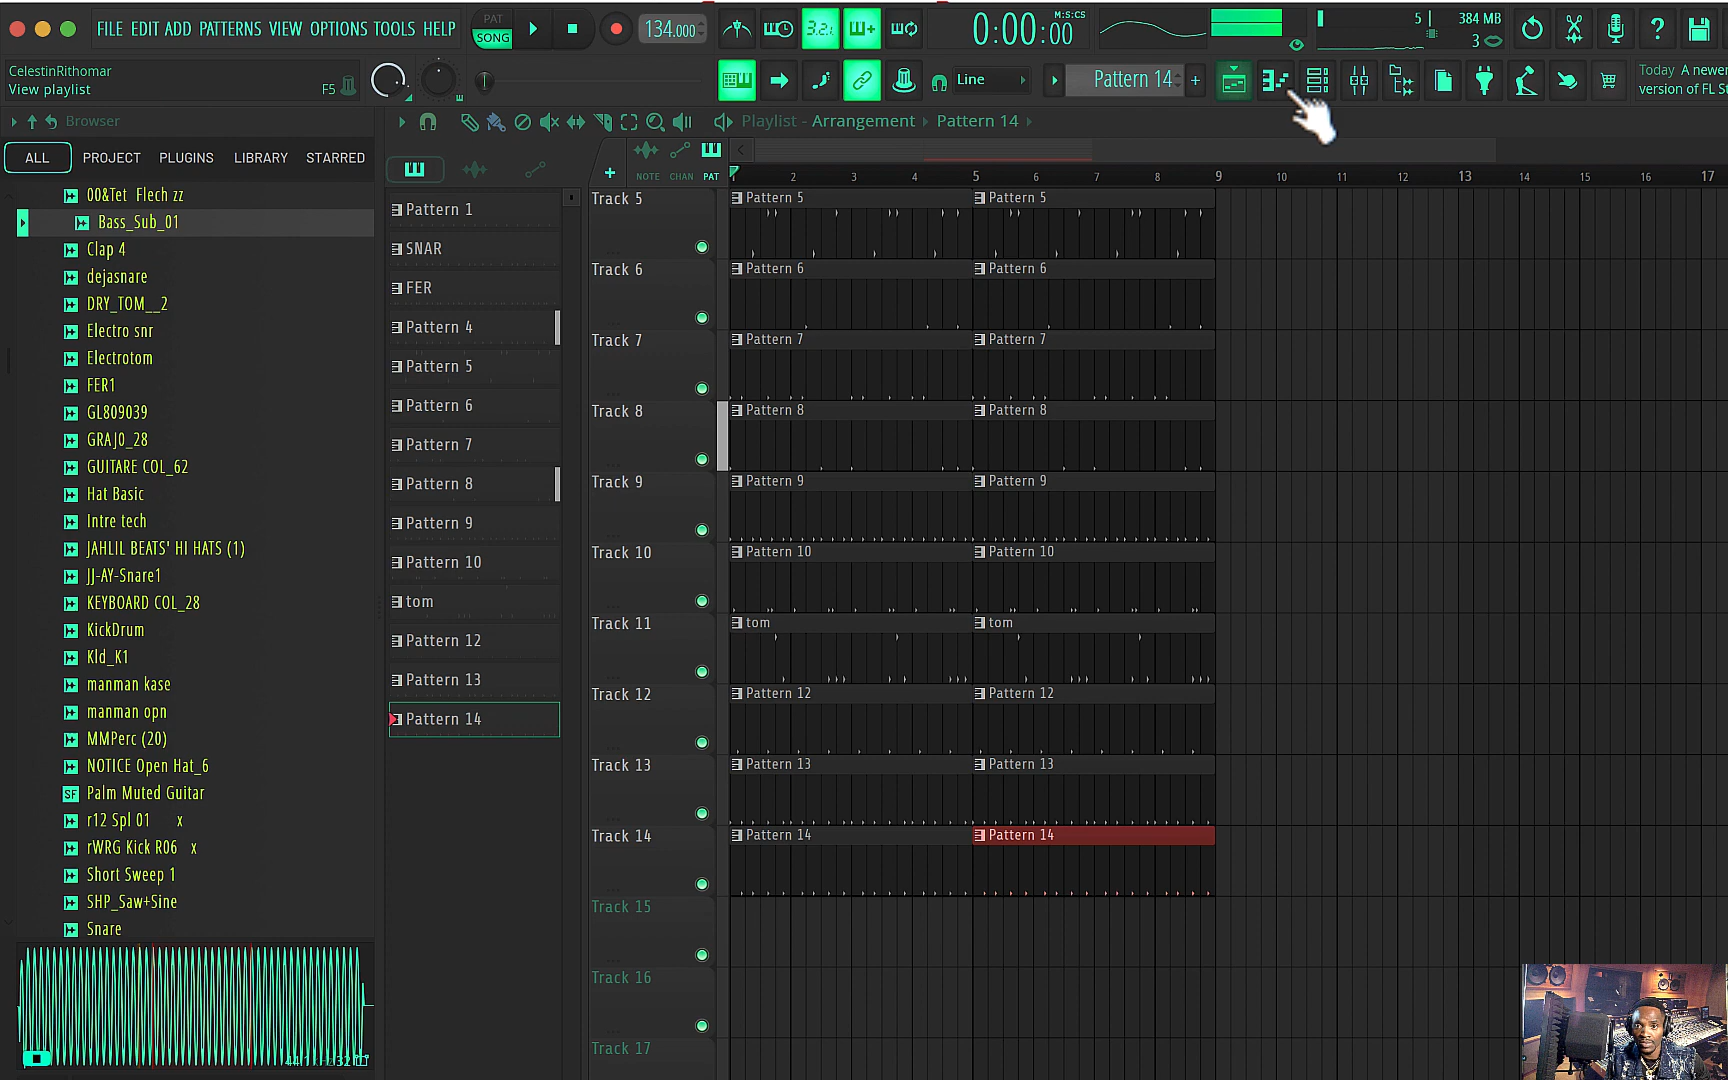 FILE EDIT ADD PATTERNS VIEW OPTIONS TOOLS HELP
PAT
SONG
134.000
3.2.1
0:00:00
M:S:CS
5
384 MB
3
CelestinRithomar
View playlist
F5
Line
Pattern 14
Today A newer
version of FL St
Browser
Playlist - Arrangement Pattern 14
ALL PROJECT PLUGINS LIBRARY STARRED
NOTE CHAN PAT
1 2 3 4 5 6 7 8 9 10 11 12 13 14 15 16 17
00&Tet Flech zz
Bass_Sub_01
Clap 4
dejasnare
DRY_TOM__2
Electro snr
Electrotom
FER1
GL809039
GRAJ0_28
GUITARE COL_62
Hat Basic
Intre tech
JAHLIL BEATS' HI HATS (1)
JJ-AY-Snare1
KEYBOARD COL_28
KickDrum
Kld_K1
manman kase
manman opn
MMPerc (20)
NOTICE Open Hat_6
SF Palm Muted Guitar
r12 Spl 01 x
rWRG Kick R06 x
Short Sweep 1
SHP_Saw+Sine
Snare
Pattern 1
SNAR
FER
Pattern 4
Pattern 5
Pattern 6
Pattern 7
Pattern 8
Pattern 9
Pattern 10
tom
Pattern 12
Pattern 13
Pattern 14
Track 5 Pattern 5 Pattern 5
Track 6 Pattern 6 Pattern 6
Track 7 Pattern 7 Pattern 7
Track 8 Pattern 8 Pattern 8
Track 9 Pattern 9 Pattern 9
Track 10 Pattern 10 Pattern 10
Track 11 tom tom
Track 12 Pattern 12 Pattern 12
Track 13 Pattern 13 Pattern 13
Track 14 Pattern 14 Pattern 14
Track 15
Track 16
Track 17